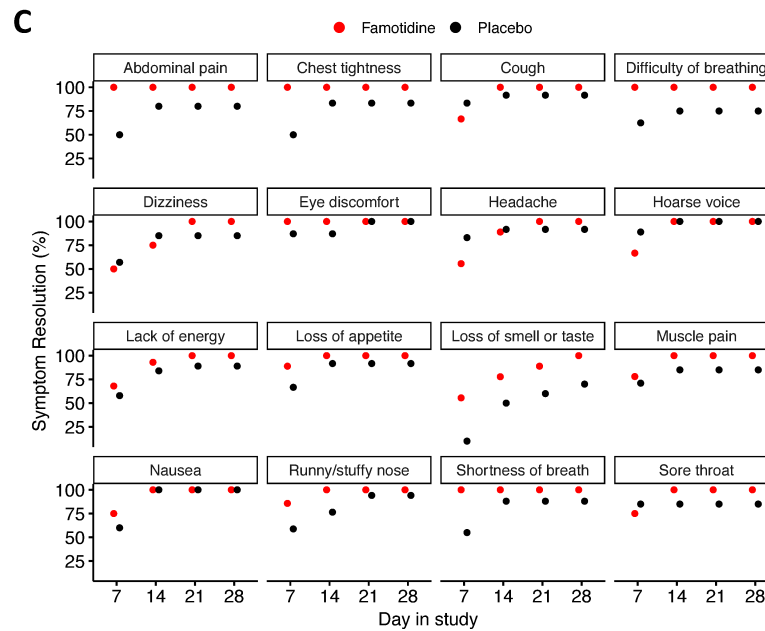 C
Famotidine Placebo
Abdominal pain Chest tightness Cough Difficulty of breathing
100
75
50
25
Dizziness Eye discomfort Headache Hoarse voice
100
75
50
25
Lack of energy Loss of appetite Loss of smell or taste Muscle pain
100
75
50
25
Nausea Runny/stuffy nose Shortness of breath Sore throat
100
75
50
25
Symptom Resolution (%)
7 14 21 28 7 14 21 28 7 14 21 28 7 14 21 28
Day in study